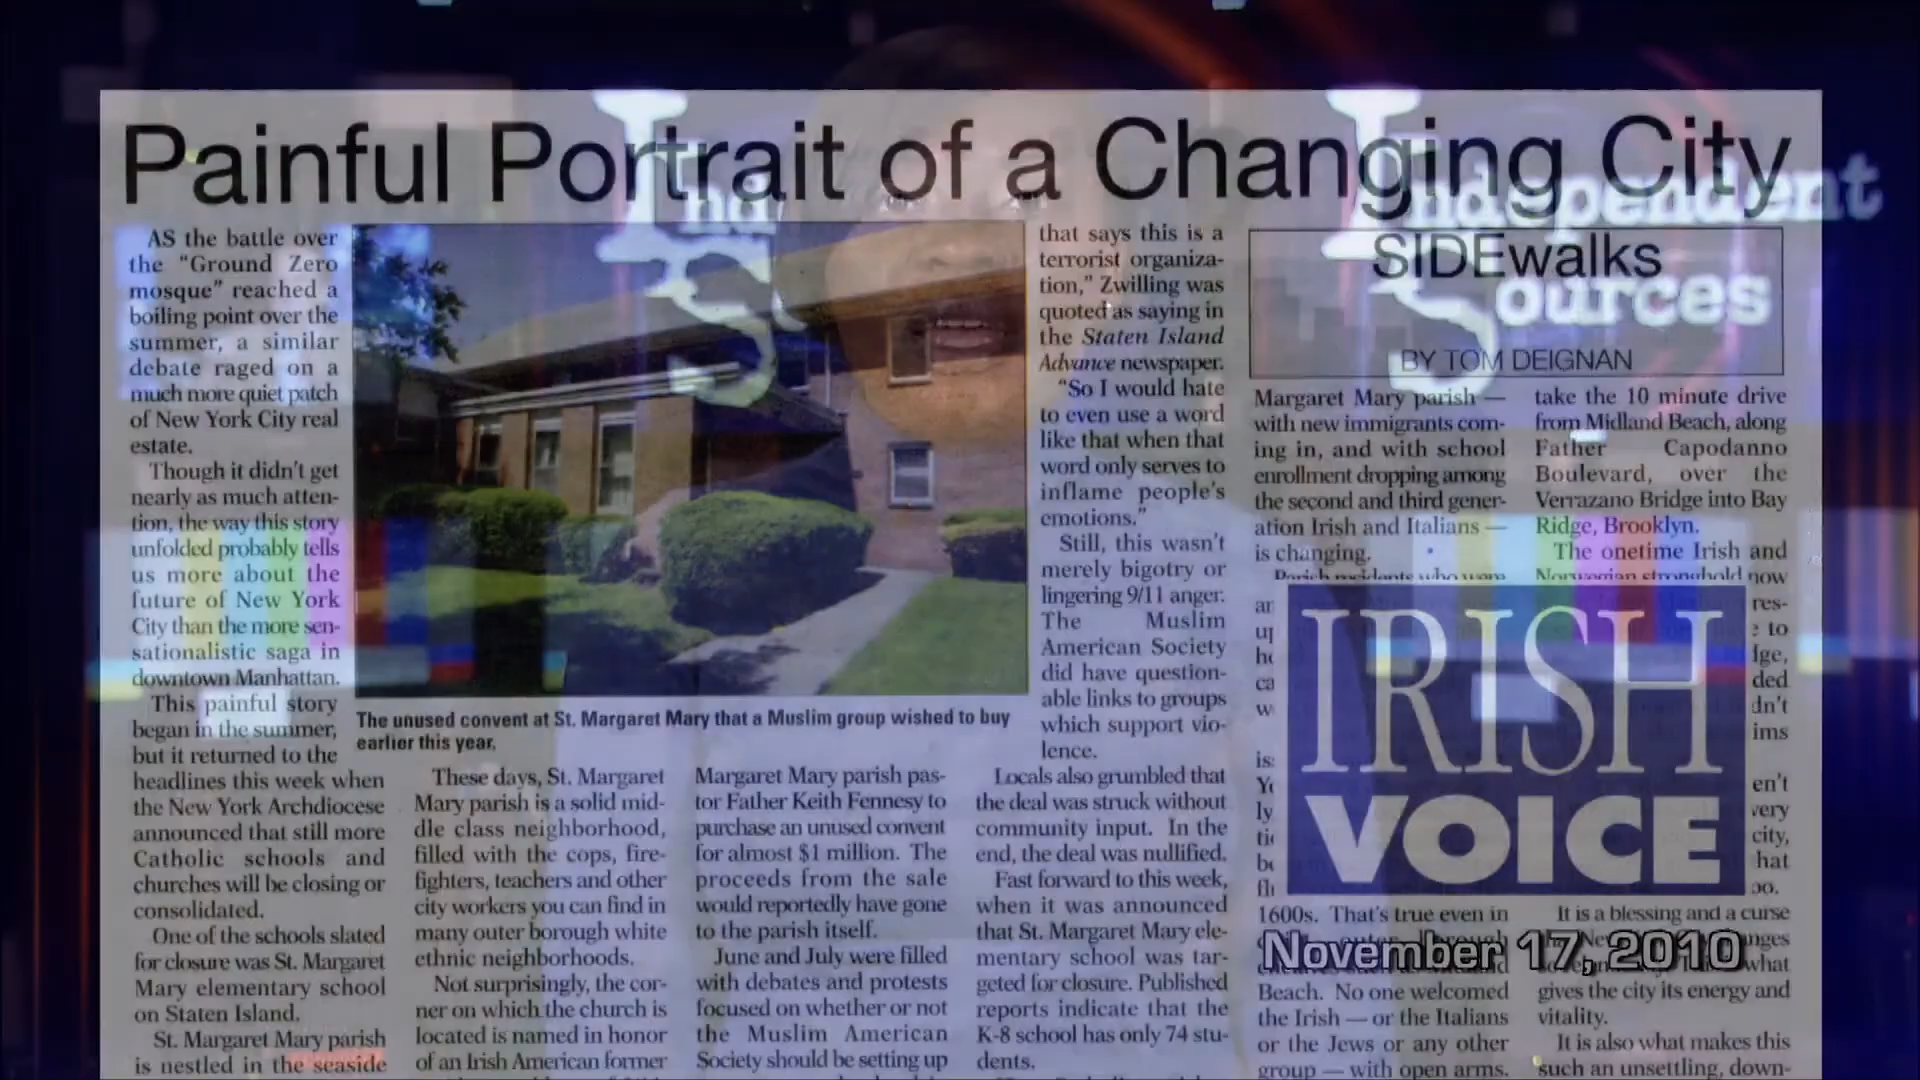 Painful Portrait of a Changing City
AS the battle over
the “Ground Zero
mosque” reached a
boiling point over the
summer, a similar
debate raged on a
much more quiet patch
of New York City real
estate.
Though it didn’t get
nearly as much atten-
tion, the way this story
unfolded probably tells
us more about the
future of New York
City than the more sen-
sationalistic saga in
downtown Manhattan.
This painful story
began in the summer,
but it returned to the
headlines this week when
the New York Archdiocese
announced that still more
Catholic schools and
churches will be closing or
consolidated.
One of the schools slated
for closure was St. Margaret
Mary elementary school
on Staten Island.
St. Margaret Mary parish
is nestled in the seaside
The unused convent at St. Margaret Mary that a Muslim group wished to buy
earlier this year.
These days, St. Margaret
Mary parish is a solid mid-
dle class neighborhood,
filled with the cops, fire-
fighters, teachers and other
city workers you can find in
many outer borough white
ethnic neighborhoods.
Not surprisingly, the cor-
ner on which the church is
located is named in honor
of an Irish American former
Margaret Mary parish pas-
tor Father Keith Fennesy to
purchase an unused convent
for almost $1 million. The
proceeds from the sale
would reportedly have gone
to the parish itself.
June and July were filled
with debates and protests
focused on whether or not
the Muslim American
Society should be setting up
that says this is a
terrorist organiza-
tion,” Zwilling was
quoted as saying in
the Staten Island
Advance newspaper.
“So I would hate
to even use a word
like that when that
word only serves to
inflame people’s
emotions.”
Still, this wasn’t
merely bigotry or
lingering 9/11 anger.
The Muslim
American Society
did have question-
able links to groups
which support vio-
lence.
Locals also grumbled that
the deal was struck without
community input. In the
end, the deal was nullified.
Fast forward to this week,
when it was announced
that St. Margaret Mary ele-
mentary school was tar-
geted for closure. Published
reports indicate that the
K-8 school has only 74 stu-
dents.
Independent
Sources
SIDEwalks
BY TOM DEIGNAN
Margaret Mary parish —
with new immigrants com-
ing in, and with school
enrollment dropping among
the second and third gener-
ation Irish and Italians —
is changing.
Parish residents who were
1600s. That’s true even in
Beach. No one welcomed
the Irish — or the Italians
or the Jews or any other
group — with open arms.
take the 10 minute drive
from Midland Beach, along
Father Capodanno
Boulevard, over the
Verrazano Bridge into Bay
Ridge, Brooklyn.
The onetime Irish and
Norwegian stronghold now
It is a blessing and a curse
what
gives the city its energy and
vitality.
It is also what makes this
such an unsettling, down-
IRISH
VOICE
November 17, 2010